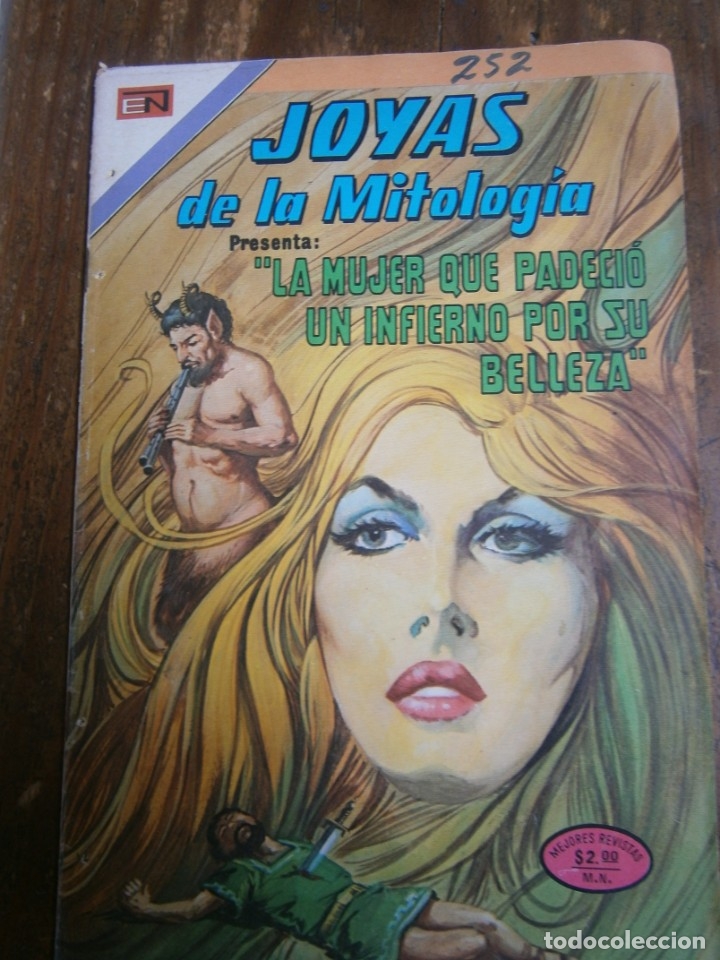 252
EN
JOYAS
de la Mitología
Presenta:
"LA MUJER QUE PADECIÓ
UN INFIERNO POR SU
BELLEZA"
MEJORES REVISTAS
$2.00
M.N.
todocoleccion